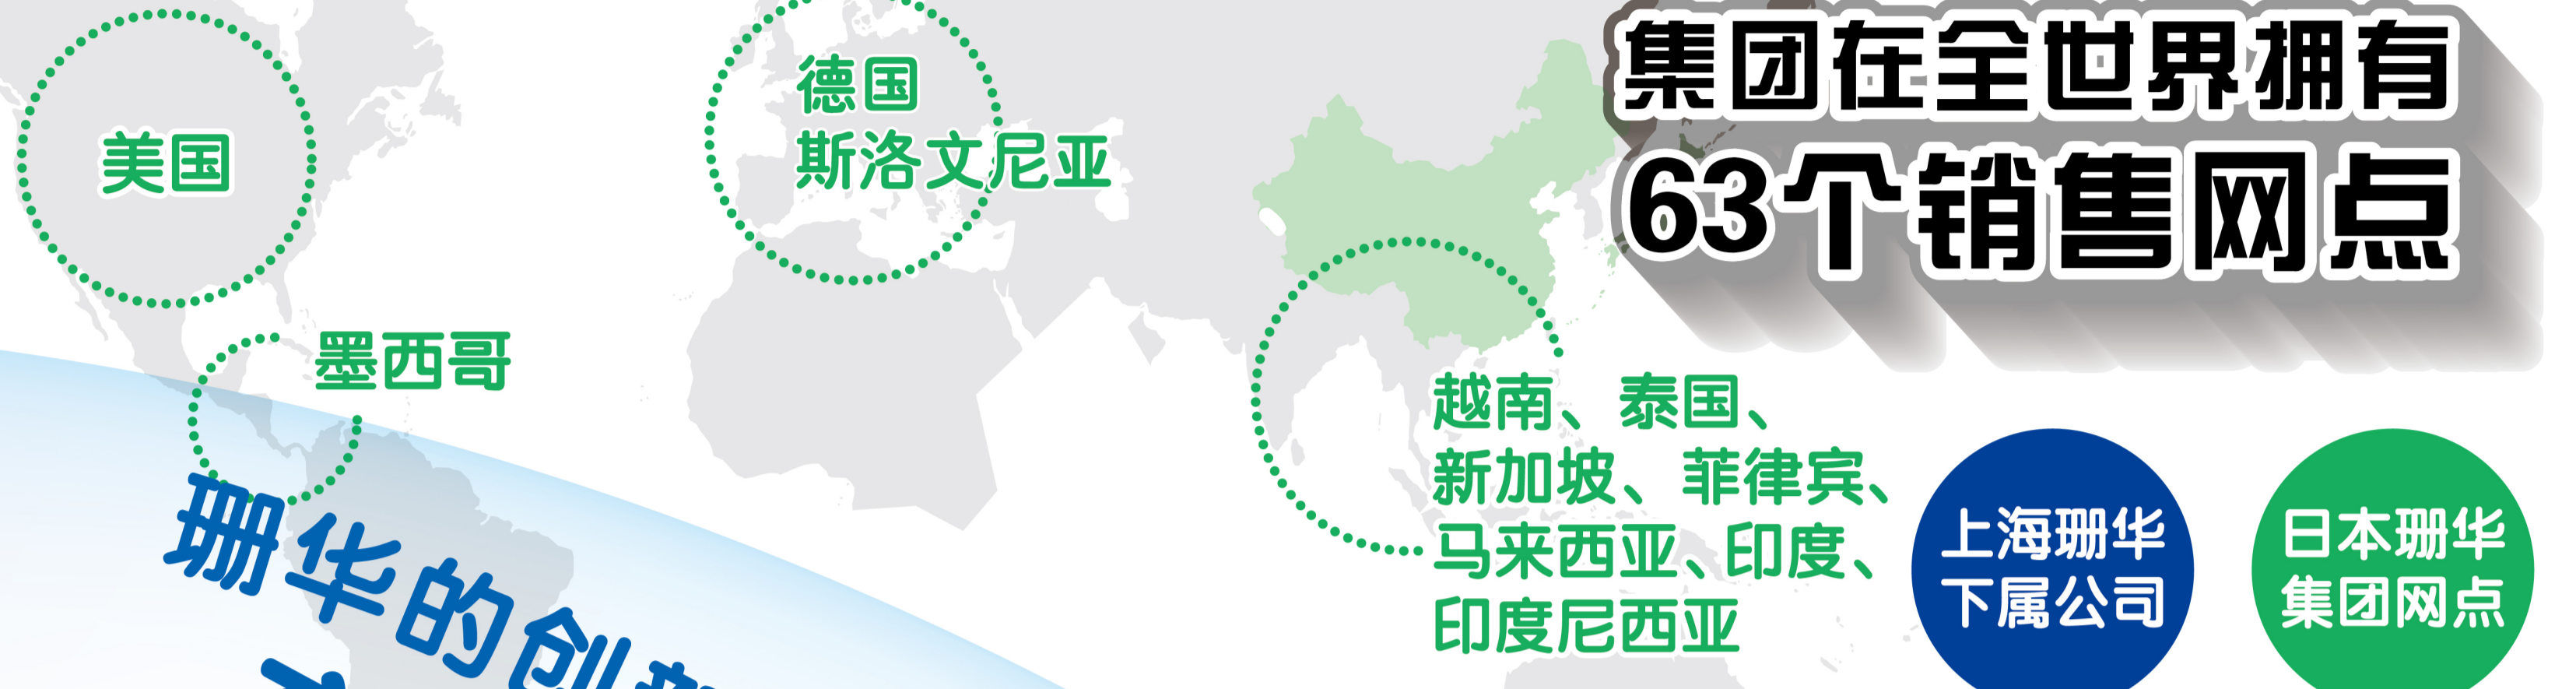 集团在全世界拥有
63个销售网点
美国
德国
斯洛文尼亚
墨西哥
越南、泰国、
新加坡、菲律宾、
马来西亚、印度、
印度尼西亚
上海珊华
下属公司
日本珊华
集团网点
珊华的创新